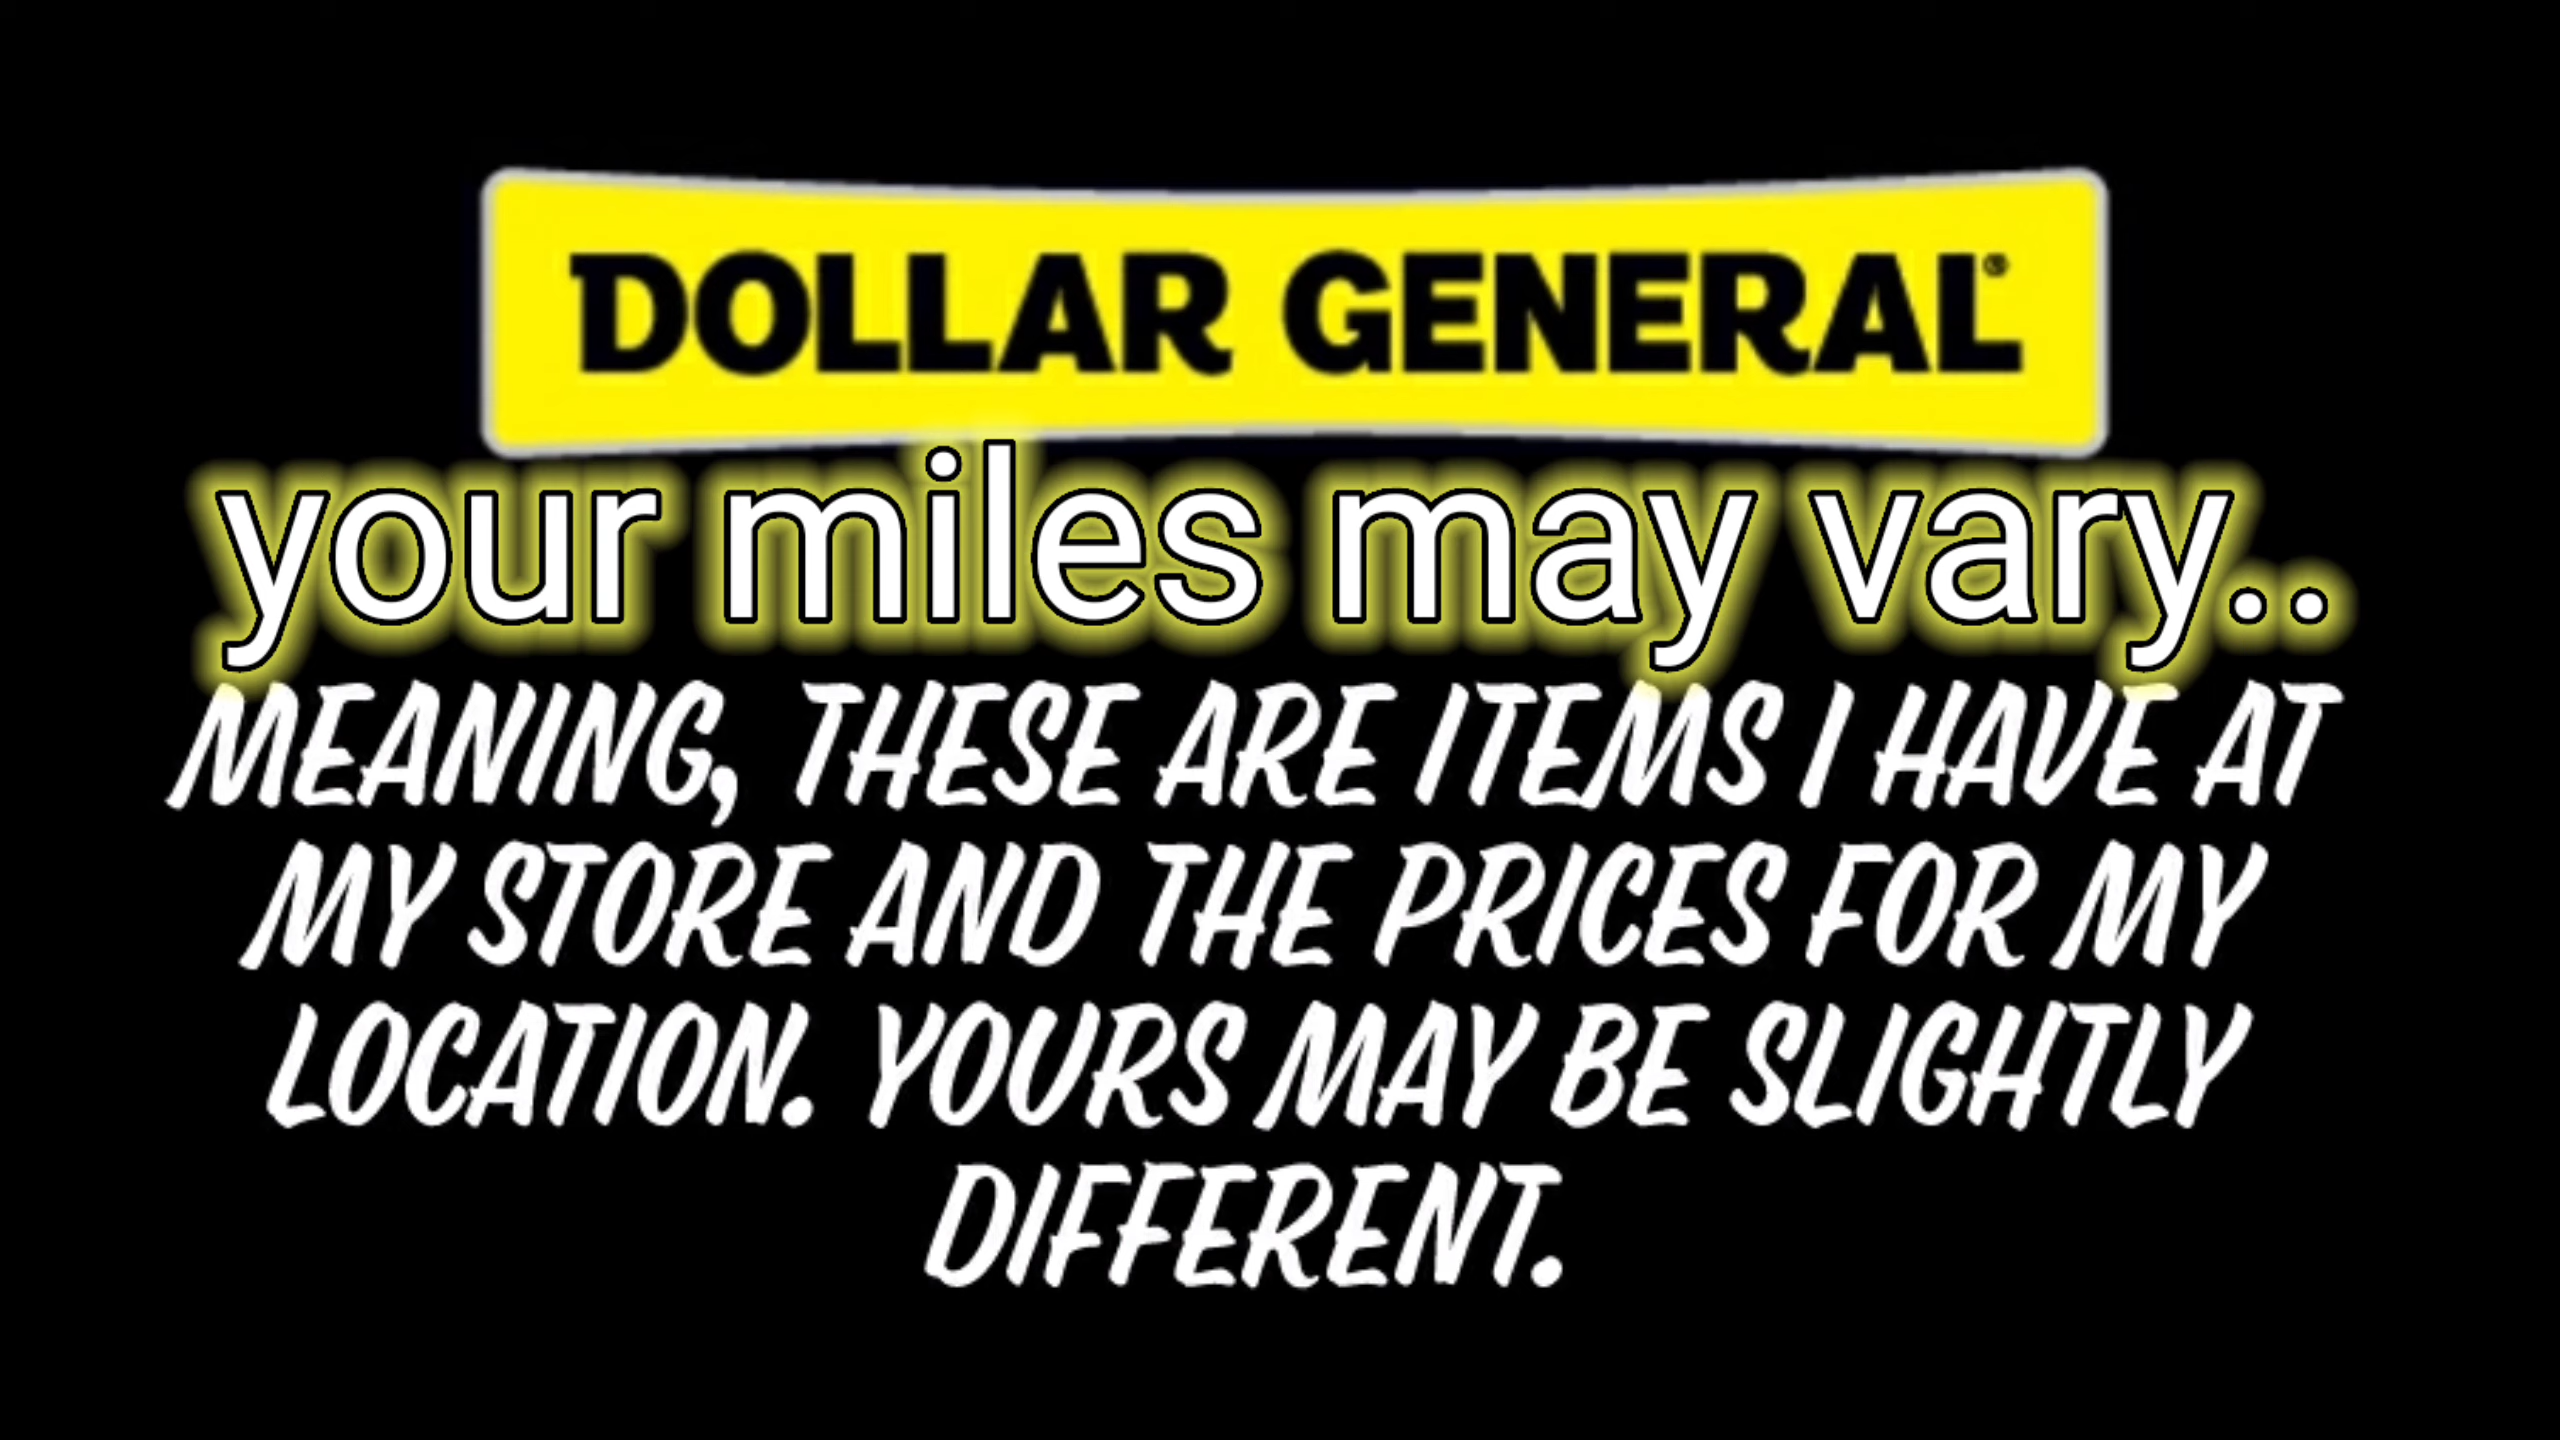 DOLLAR GENERAL®
your miles may vary..
MEANING, THESE ARE ITEMS I HAVE AT
MY STORE AND THE PRICES FOR MY
LOCATION. YOURS MAY BE SLIGHTLY
DIFFERENT.